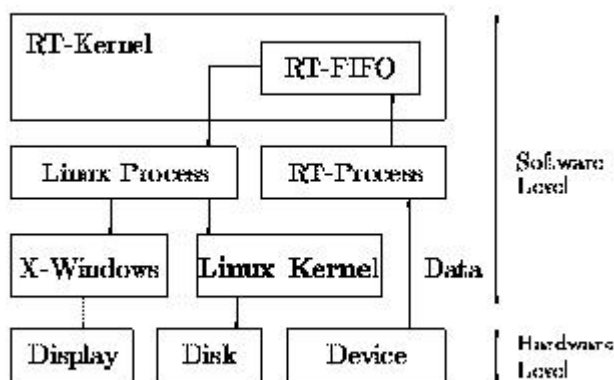 RT-Kernel
RT-FIFO
Linux Process
RT-Process
Software
Level
X-Windows
Linux Kernel
Data
Display
Disk
Device
Hardware
Level